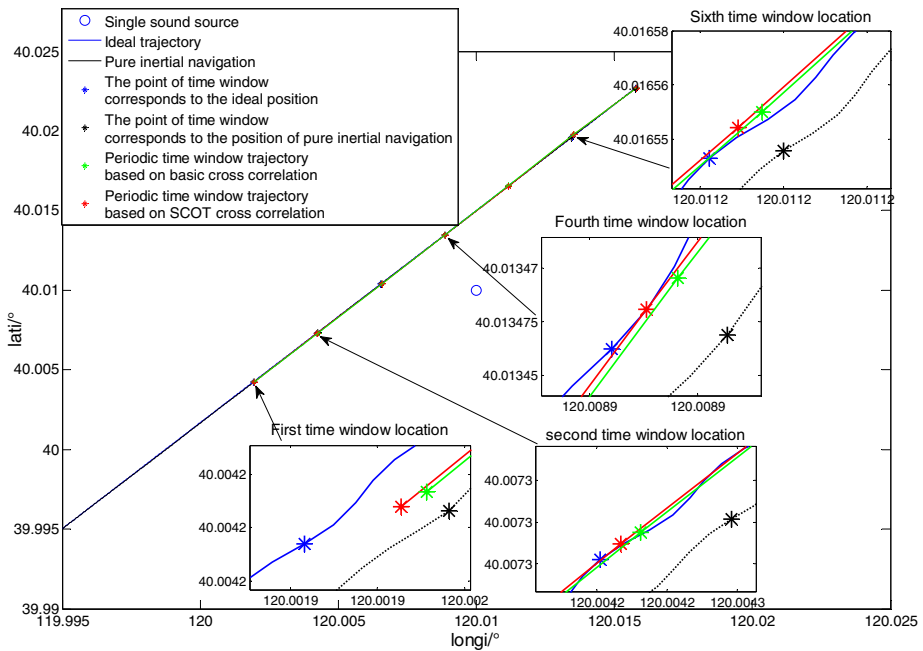 Single sound source
Ideal trajectory
Pure inertial navigation
The point of time window
corresponds to the ideal position
The point of time window
corresponds to the position of pure inertial navigation
Periodic time window trajectory
based on basic cross correlation
Periodic time window trajectory
based on SCOT cross correlation
Sixth time window location
40.01658
40.01656
40.01655
120.0112 120.0112 120.0112
Fourth time window location
40.01347
40.013475
40.01345
120.0089 120.0089
First time window location
40.0042
40.0042
40.0042
120.0019 120.0019 120.002
second time window location
40.0073
40.0073
40.0073
120.0042 120.0042 120.0043
40.025
40.02
40.015
40.01
40.005
40
39.995
39.99
lati/°
119.995 120 120.005 120.01 120.015 120.02 120.025
longi/°